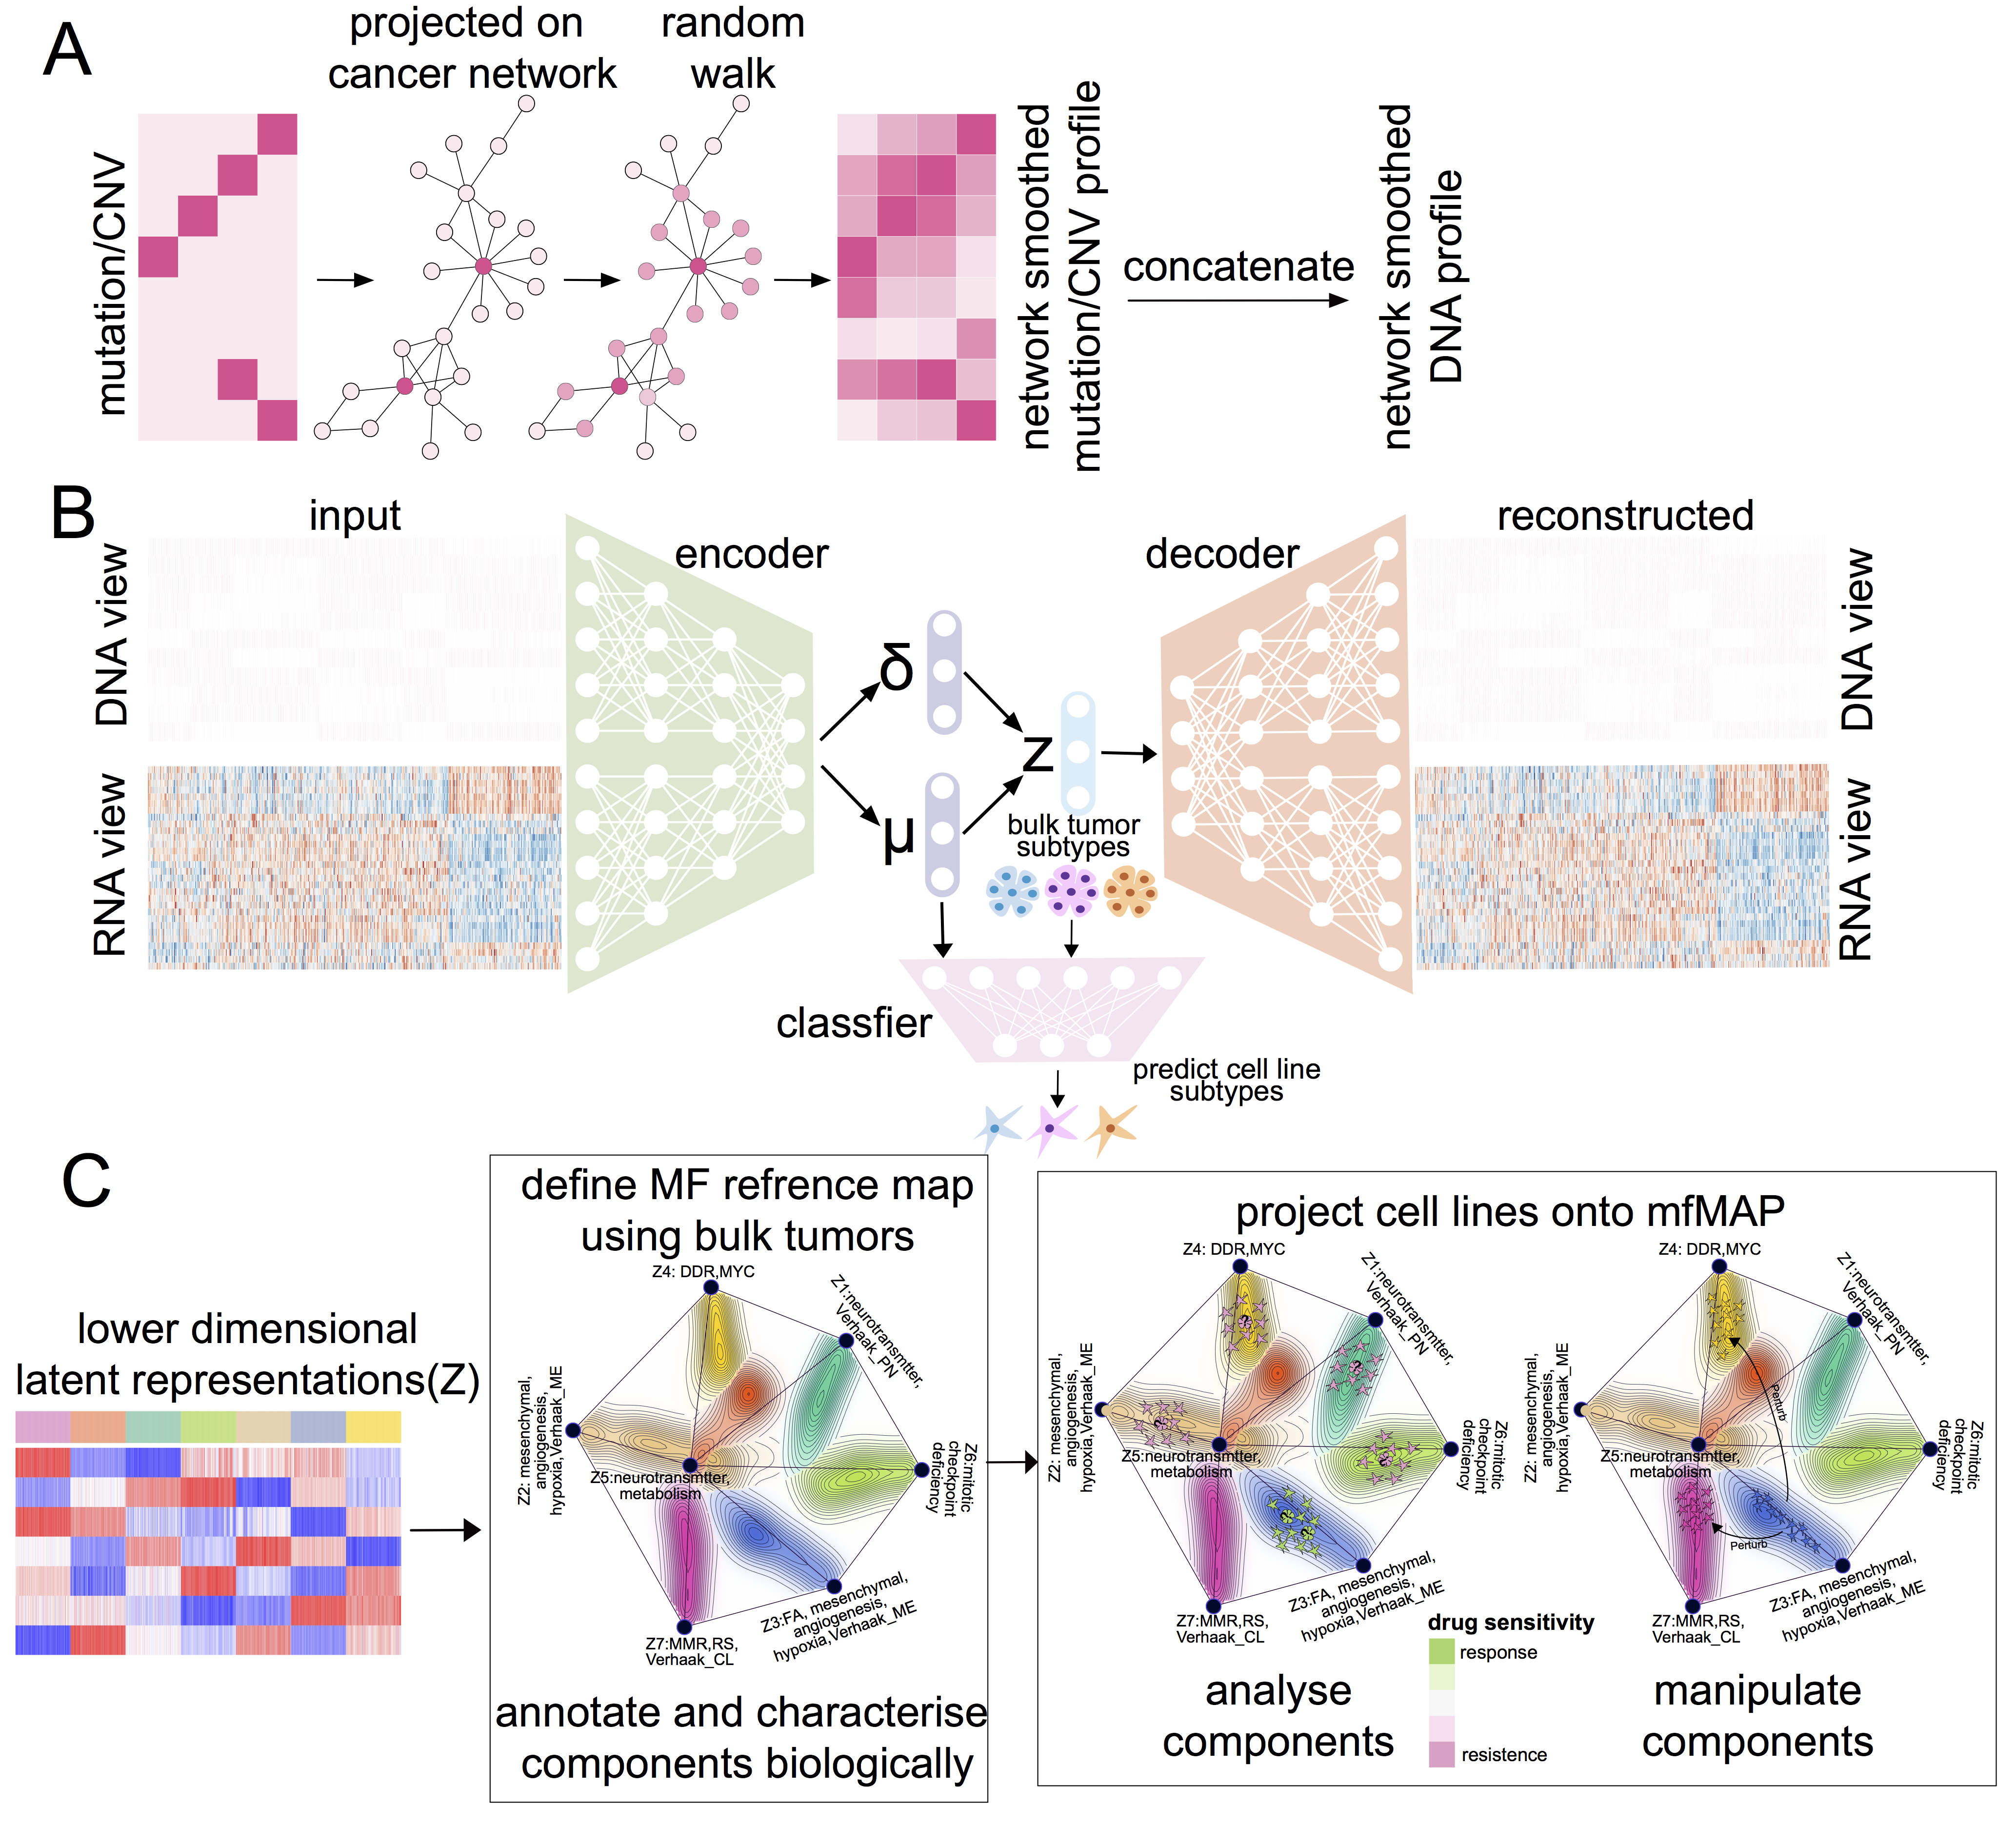 A
projected on
cancer network
random
walk
mutation/CNV
network smoothed
mutation/CNV profile
concatenate
network smoothed
DNA profile
B
input
encoder
decoder
reconstructed
DNA view
RNA view
δ
μ
z
bulk tumor
subtypes
DNA view
RNA view
classfier
predict cell line
subtypes
C
lower dimensional
latent representations(Z)
define MF refrence map
using bulk tumors
Z4: DDR,MYC
Z1:neurotransmtter,
Verhaak_PN
Z2: mesenchymal,
angiogenesis,
hypoxia,Verhaak_ME
Z5:neurotransmtter,
metabolism
Z6:mitotic
checkpoint
deficiency
Z3:FA, mesenchymal,
angiogenesis,
hypoxia,Verhaak_ME
Z7:MMR,RS,
Verhaak_CL
annotate and characterise
components biologically
project cell lines onto mfMAP
Z4: DDR,MYC
Z1:neurotransmtter,
Verhaak_PN
Z2: mesenchymal,
angiogenesis,
hypoxia,Verhaak_ME
Z5:neurotransmtter,
metabolism
Z6:mitotic
checkpoint
deficiency
Z3:FA, mesenchymal,
angiogenesis,
hypoxia,Verhaak_ME
Z7:MMR,RS,
Verhaak_CL
analyse
components
drug sensitivity
response
resistence
Z4: DDR,MYC
Z1:neurotransmtter,
Verhaak_PN
Z2: mesenchymal,
angiogenesis,
hypoxia,Verhaak_ME
Perturb
Z5:neurotransmtter,
metabolism
Z6:mitotic
checkpoint
deficiency
Perturb
Z3:FA, mesenchymal,
angiogenesis,
hypoxia,Verhaak_ME
Z7:MMR,RS,
Verhaak_CL
manipulate
components